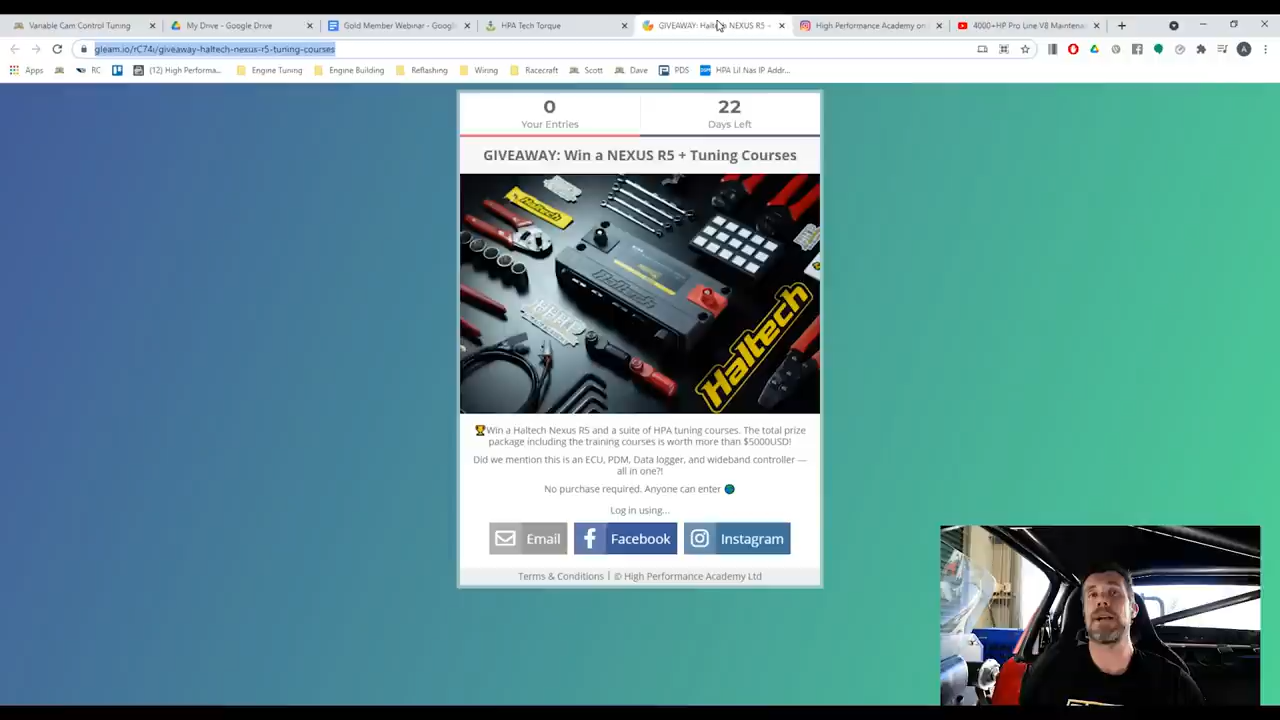 Variable Cam Control Tuning
My Drive - Google Drive
Gold Member Webinar - Googl
HPA Tech Torque
GIVEAWAY: Haltech NEXUS R5 -
High Performance Academy on
4000+HP Pro Line V8 Maintena
gleam.io/rC74i/giveaway-haltech-nexus-r5-tuning-courses
Apps
RC
(12) High Performa...
Engine Tuning
Engine Building
Reflashing
Wiring
Racecraft
Scott
Dave
PDS
HPA Lil Nas IP Addr...
0
Your Entries
22
Days Left
GIVEAWAY: Win a NEXUS R5 + Tuning Courses
Haltech
Haltech
Haltech
Win a Haltech Nexus R5 and a suite of HPA tuning courses. The total prize
package including the training courses is worth more than $5000USD!
Did we mention this is an ECU, PDM, Data logger, and wideband controller —
all in one?!
No purchase required. Anyone can enter
Log in using...
Email
Facebook
Instagram
Terms & Conditions | © High Performance Academy Ltd